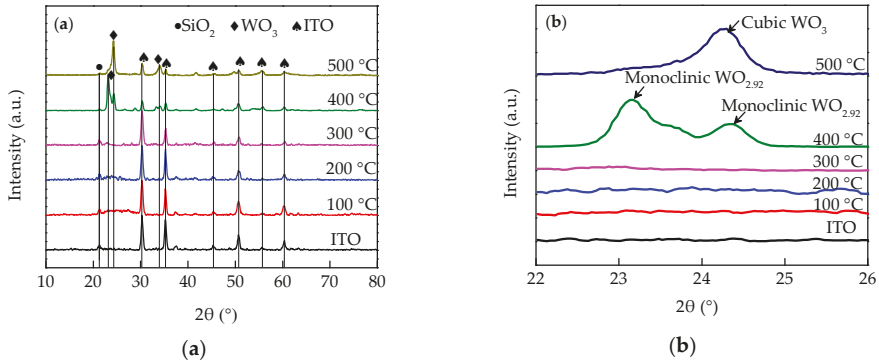 (a)
SiO2 WO3 ITO
500 °C
400 °C
300 °C
200 °C
100 °C
ITO
Intensity (a.u.)
10 20 30 40 50 60 70 80
2θ (°)
(a)
(b)
Cubic WO3
500 °C
Monoclinic WO2.92
Monoclinic WO2.92
400 °C
300 °C
200 °C
100 °C
ITO
Intensity (a.u.)
22 23 24 25 26
2θ (°)
(b)